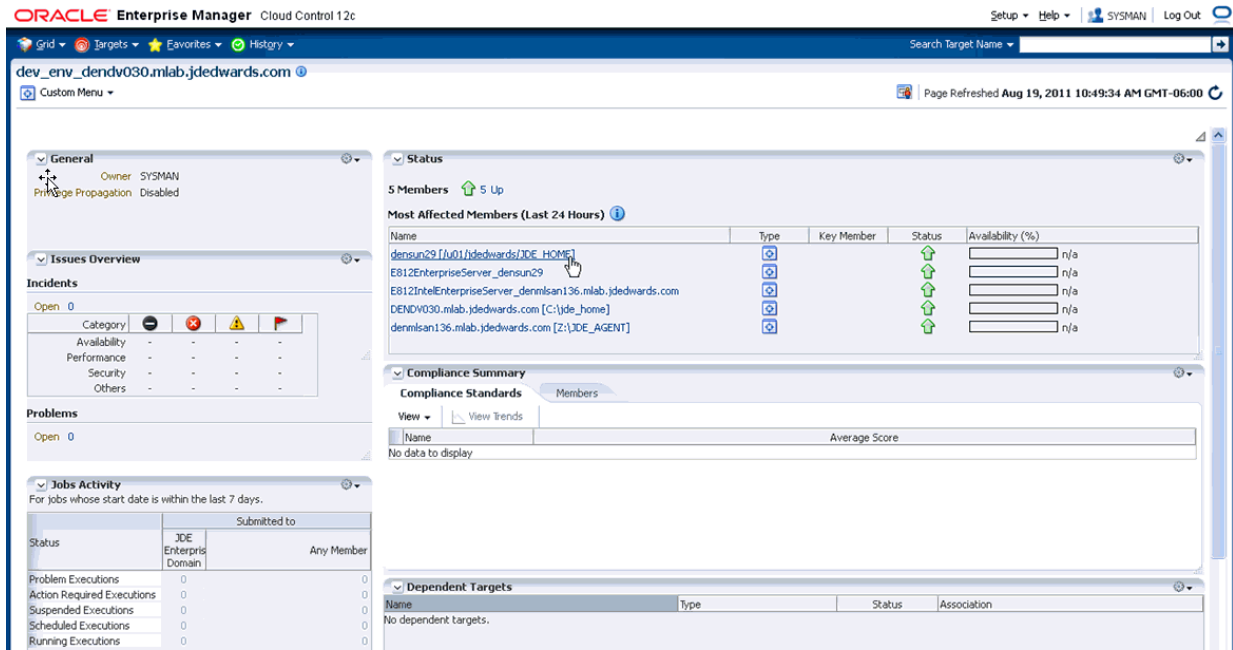 ORACLE Enterprise Manager Cloud Control 12c
Setup Help SYSMAN Log Out
Grid Targets Favorites History Search Target Name
dev_env_dendv030.mlab.jdedwards.com
Custom Menu Page Refreshed Aug 19, 2011 10:49:34 AM GMT-06:00
General
Owner SYSMAN
Privilege Propagation Disabled
Issues Overview
Incidents
Open 0
Category
Availability - - - -
Performance - - - -
Security - - - -
Others - - - -
Problems
Open 0
Jobs Activity
For jobs whose start date is within the last 7 days.
Status Submitted to
JDE Enterpris Domain Any Member
Problem Executions 0 0
Action Required Executions 0 0
Suspended Executions 0 0
Scheduled Executions 0 0
Running Executions 0 0
Status
5 Members 5 Up
Most Affected Members (Last 24 Hours)
Name Type Key Member Status Availability (%)
densun29 [/u01/jdedwards/JDE_HOME] n/a
E812EnterpriseServer_densun29 n/a
E812IntelEnterpriseServer_denmlsan136.mlab.jdedwards.com n/a
DENDV030.mlab.jdedwards.com [C:\jde_home] n/a
denmlsan136.mlab.jdedwards.com [Z:\JDE_AGENT] n/a
Compliance Summary
Compliance Standards Members
View View Trends
Name Average Score
No data to display
Dependent Targets
Name Type Status Association
No dependent targets.